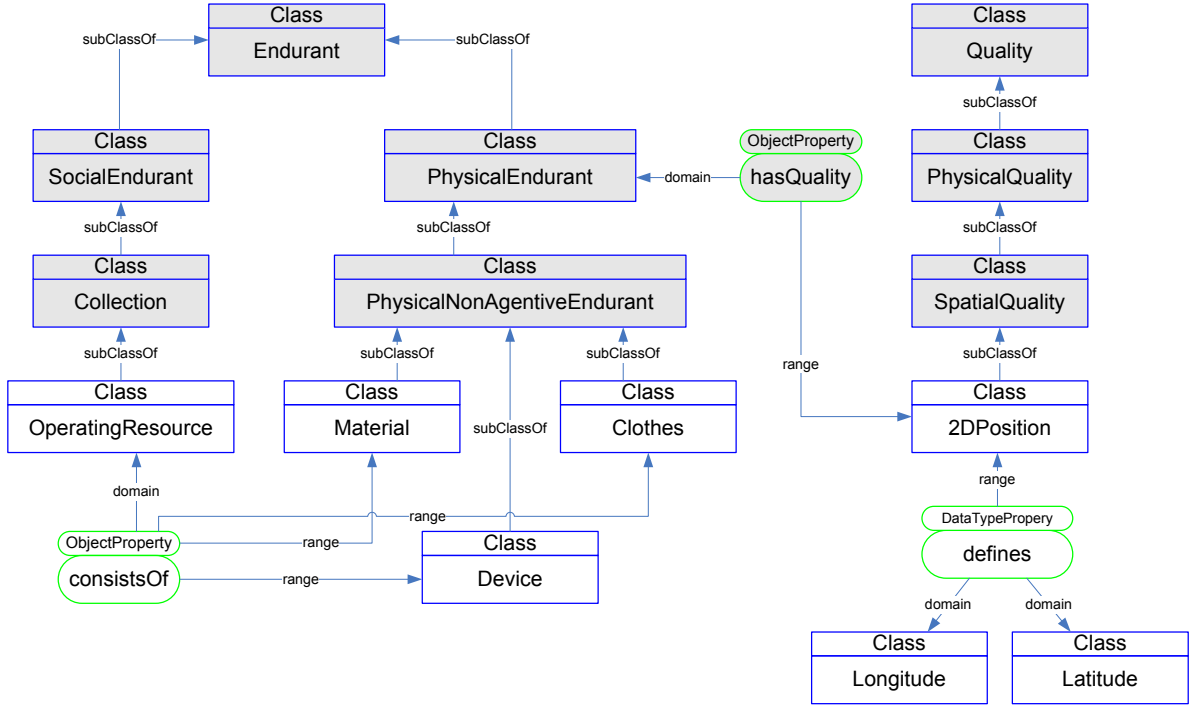 Class
Endurant
Class
Quality
subClassOf
subClassOf
subClassOf
Class
SocialEndurant
Class
PhysicalEndurant
ObjectProperty
hasQuality
domain
Class
PhysicalQuality
subClassOf
subClassOf
subClassOf
Class
Collection
Class
PhysicalNonAgentiveEndurant
Class
SpatialQuality
subClassOf
subClassOf
subClassOf
subClassOf
range
Class
OperatingResource
Class
Material
subClassOf
Class
Clothes
Class
2DPosition
domain
range
range
ObjectProperty
consistsOf
range
range
Class
Device
DataTypePropery
defines
domain
domain
Class
Longitude
Class
Latitude